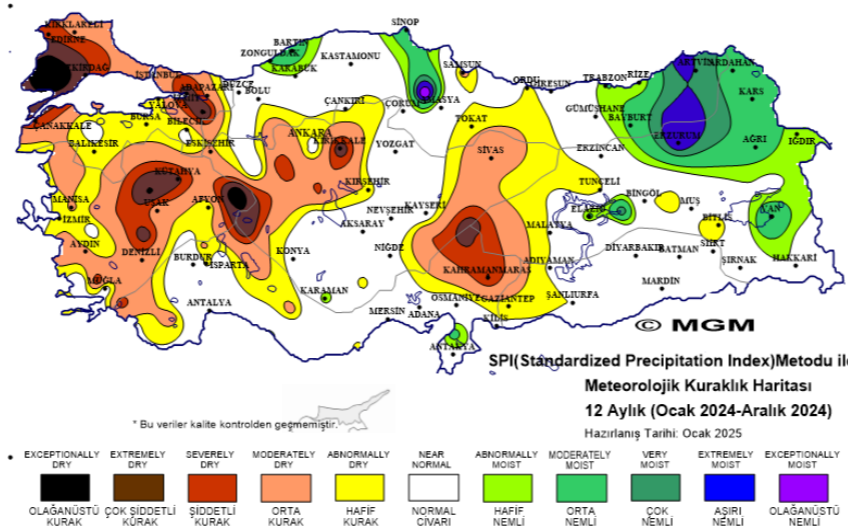 SİNOP
KIRKLARELİ
EDİRNE
BARTIN
ZONGULDAK
KASTAMONU
KARABÜK
SAMSUN
TEKİRDAĞ
İSTANBUL
DÜZCE
BOLU
ADAPAZARI
ORDU
GİRESUN
TRABZON
RİZE
ARTVİN
ARDAHAN
KARS
YALOVA
ÇANKIRI
ÇORUM
AMASYA
GÜMÜŞHANE
BAYBURT
ÇANAKKALE
BURSA
BİLECİK
TOKAT
ANKARA
KIRIKKALE
ERZURUM
AĞRI
IĞDIR
BALIKESİR
ESKİŞEHİR
YOZGAT
SİVAS
ERZİNCAN
KÜTAHYA
KIRŞEHİR
TUNCELİ
BİNGÖL
MUŞ
MANİSA
UŞAK
AFYON
NEVŞEHİR
KAYSERİ
ELAZIĞ
BİTLİS
VAN
İZMİR
AKSARAY
MALATYA
AYDIN
DENİZLİ
KONYA
NİĞDE
DİYARBAKIR
BATMAN
SİİRT
BURDUR
ISPARTA
KAHRAMANMARAS
ADIYAMAN
ŞIRNAK
HAKKARİ
MUĞLA
KARAMAN
MARDİN
ANTALYA
OSMANİYE
GAZİANTEP
ŞANLIURFA
MERSİN
ADANA
KİLİS
ANTAKYA
© MGM
SPI(Standardized Precipitation Index)Metodu ile
Meteorolojik Kuraklık Haritası
12 Aylık (Ocak 2024-Aralık 2024)
* Bu veriler kalite kontrolden geçmemiştir.
Hazırlanış Tarihi: Ocak 2025
EXCEPTIONALLY DRY
EXTREMELY DRY
SEVERELY DRY
MODERATELY DRY
ABNORMALLY DRY
NEAR NORMAL
ABNORMALLY MOIST
MODERATELY MOIST
VERY MOIST
EXTREMELY MOIST
EXCEPTIONALLY MOIST
OLAĞANÜSTÜ KURAK
ÇOK ŞİDDETLİ KURAK
ŞİDDETLİ KURAK
ORTA KURAK
HAFİF KURAK
NORMAL CİVARI
HAFİF NEMLİ
ORTA NEMLİ
ÇOK NEMLİ
AŞIRI NEMLİ
OLAĞANÜSTÜ NEMLİ